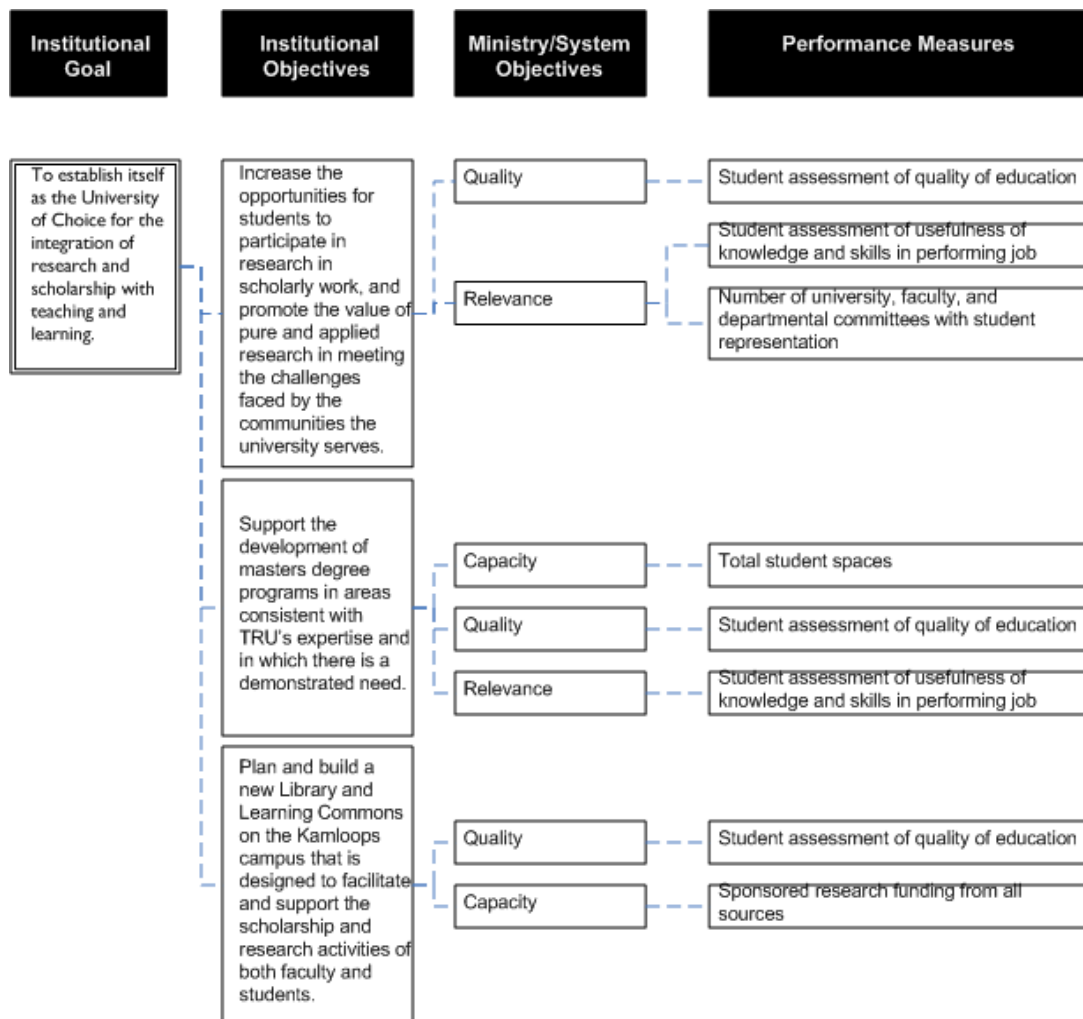 Institutional
Goal
Institutional
Objectives
Ministry/System
Objectives
Performance Measures
To establish itself
as the University
of Choice for the
integration of
research and
scholarship with
teaching and
learning.
Increase the
opportunities for
students to
participate in
research in
scholarly work, and
promote the value of
pure and applied
research in meeting
the challenges
faced by the
communities the
university serves.
Quality
Student assessment of quality of education
Relevance
Student assessment of usefulness of
knowledge and skills in performing job
Number of university, faculty, and
departmental committees with student
representation
Support the
development of
masters degree
programs in areas
consistent with
TRU's expertise and
in which there is a
demonstrated need.
Capacity
Total student spaces
Quality
Student assessment of quality of education
Relevance
Student assessment of usefulness of
knowledge and skills in performing job
Plan and build a
new Library and
Learning Commons
on the Kamloops
campus that is
designed to facilitate
and support the
scholarship and
research activities of
both faculty and
students.
Quality
Student assessment of quality of education
Capacity
Sponsored research funding from all
sources